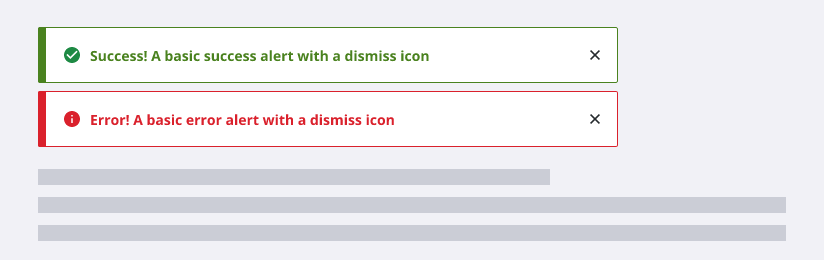 Success! A basic success alert with a dismiss icon
Error! A basic error alert with a dismiss icon